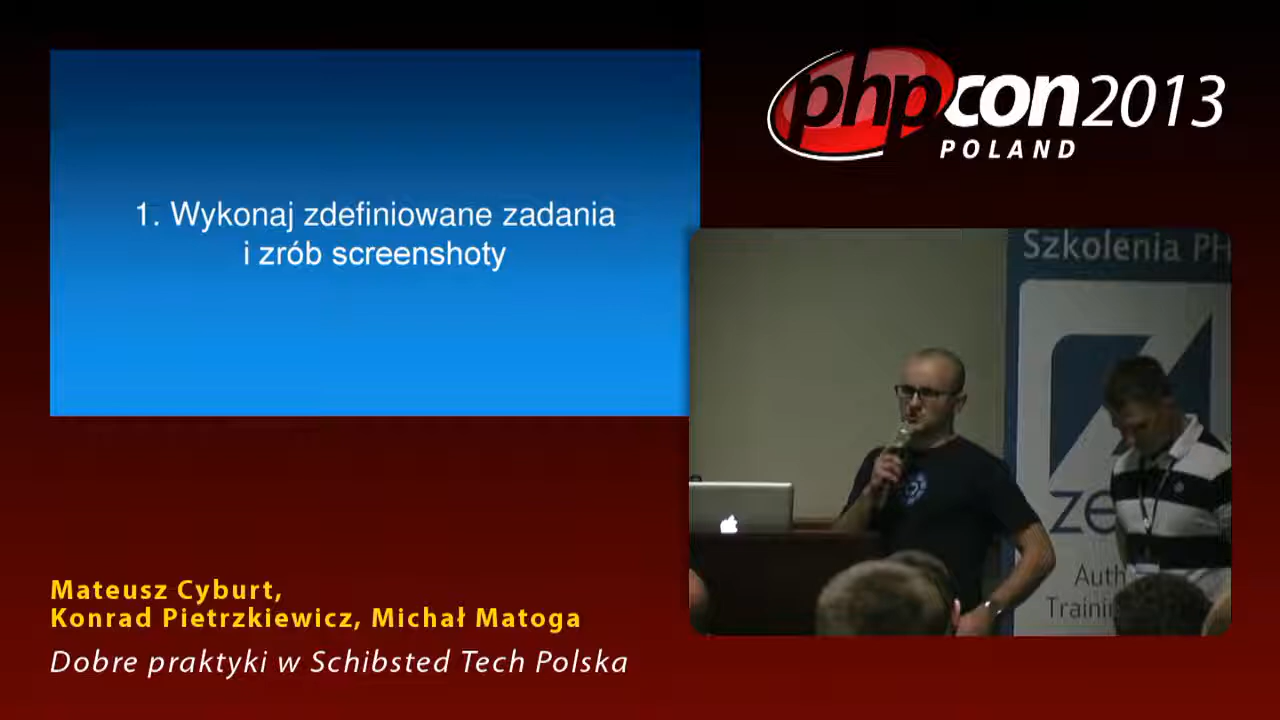 phpcon2013
POLAND
1. Wykonaj zdefiniowane zadania
i zrób screenshoty
Szkolenia PH
ze
Auth
Trainin
Mateusz Cyburt,
Konrad Pietrzkiewicz, Michał Matoga
Dobre praktyki w Schibsted Tech Polska